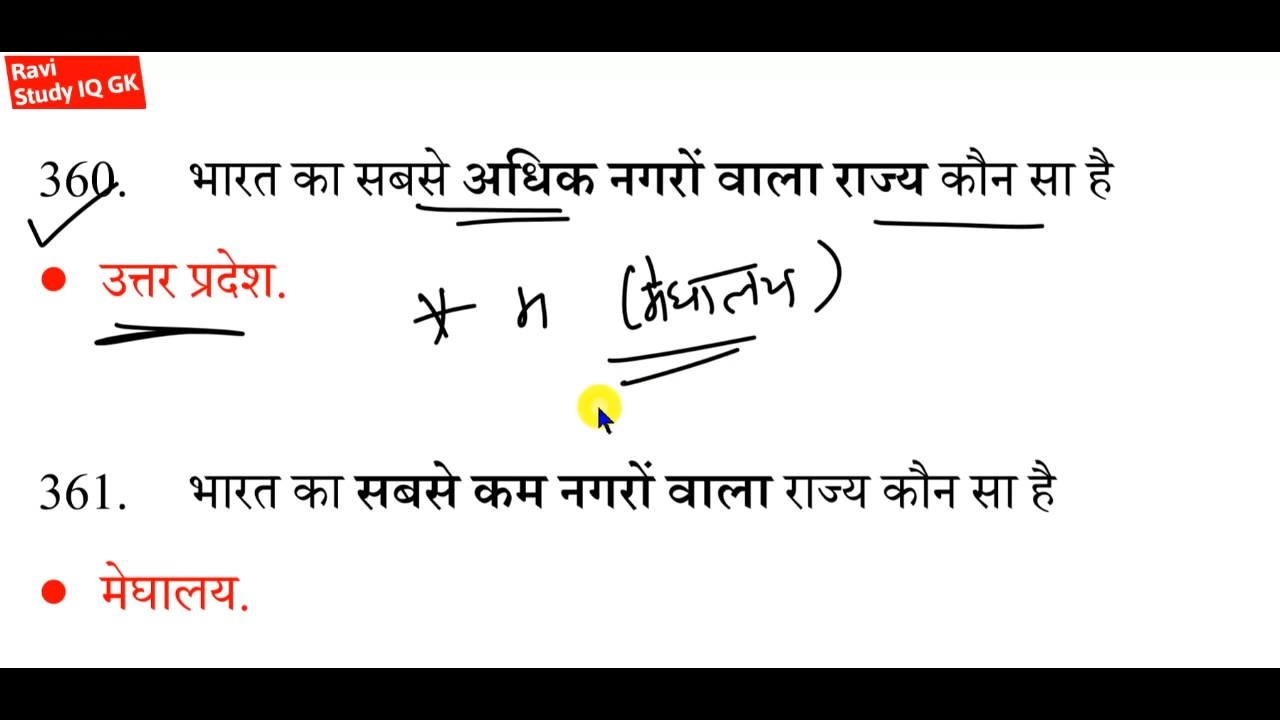 Ravi
Study IQ GK
360. भारत का सबसे अधिक नगरों वाला राज्य कौन सा है
• उत्तर प्रदेश.
म (मेघालय)
361. भारत का सबसे कम नगरों वाला राज्य कौन सा है
• मेघालय.